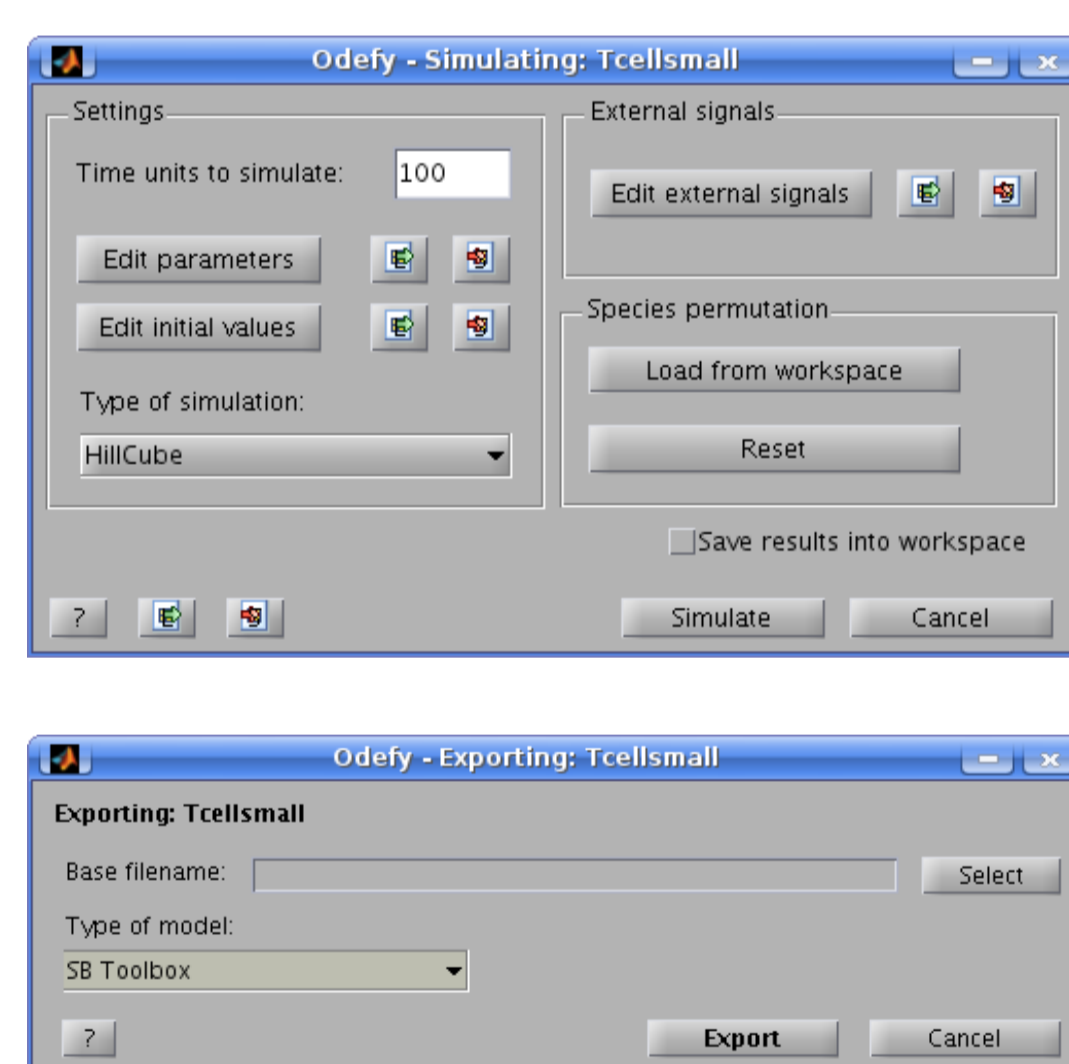 Odefy - Simulating: Tcellsmall
Settings
Time units to simulate: 100
Edit parameters
Edit initial values
Type of simulation:
HillCube
External signals
Edit external signals
Species permutation
Load from workspace
Reset
Save results into workspace
? Simulate Cancel
Odefy - Exporting: Tcellsmall
Exporting: Tcellsmall
Base filename: Select
Type of model:
SB Toolbox
? Export Cancel